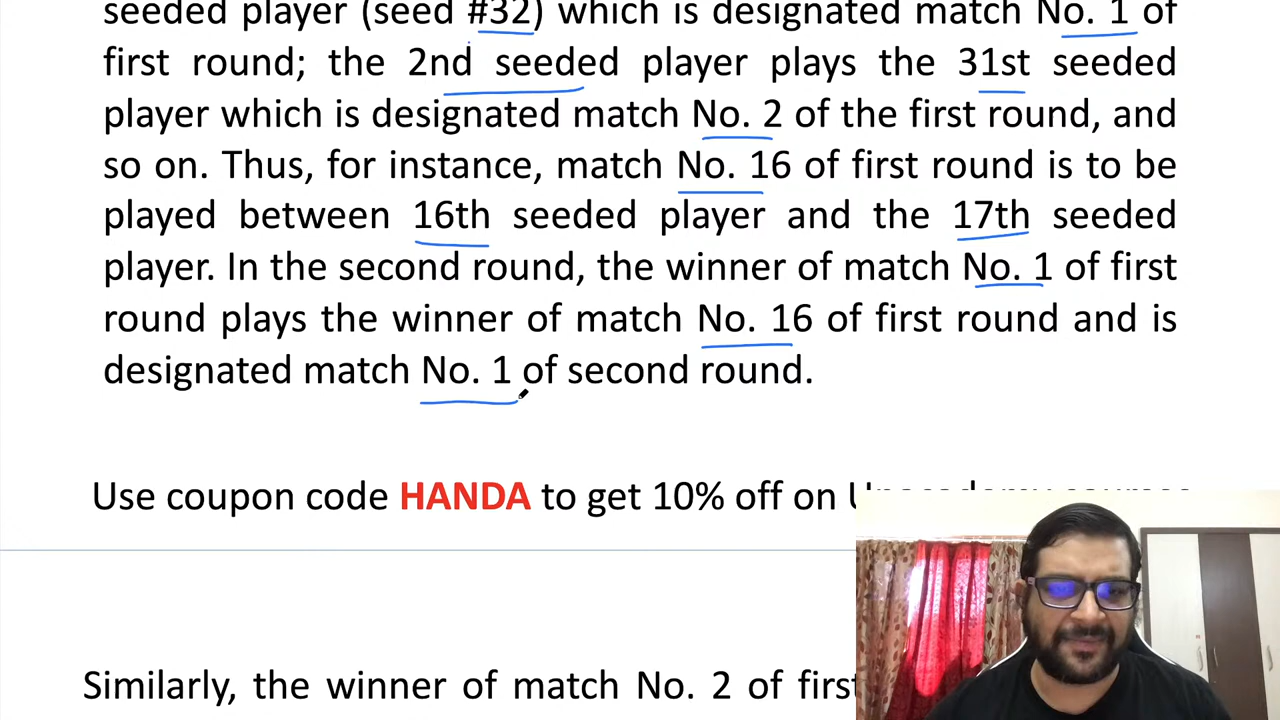 seeded player (seed #32) which is designated match No. 1 of
first round; the 2nd seeded player plays the 31st seeded
player which is designated match No. 2 of the first round, and
so on. Thus, for instance, match No. 16 of first round is to be
played between 16th seeded player and the 17th seeded
player. In the second round, the winner of match No. 1 of first
round plays the winner of match No. 16 of first round and is
designated match No. 1 of second round.
Use coupon code HANDA to get 10% off on
Similarly, the winner of match No. 2 of first